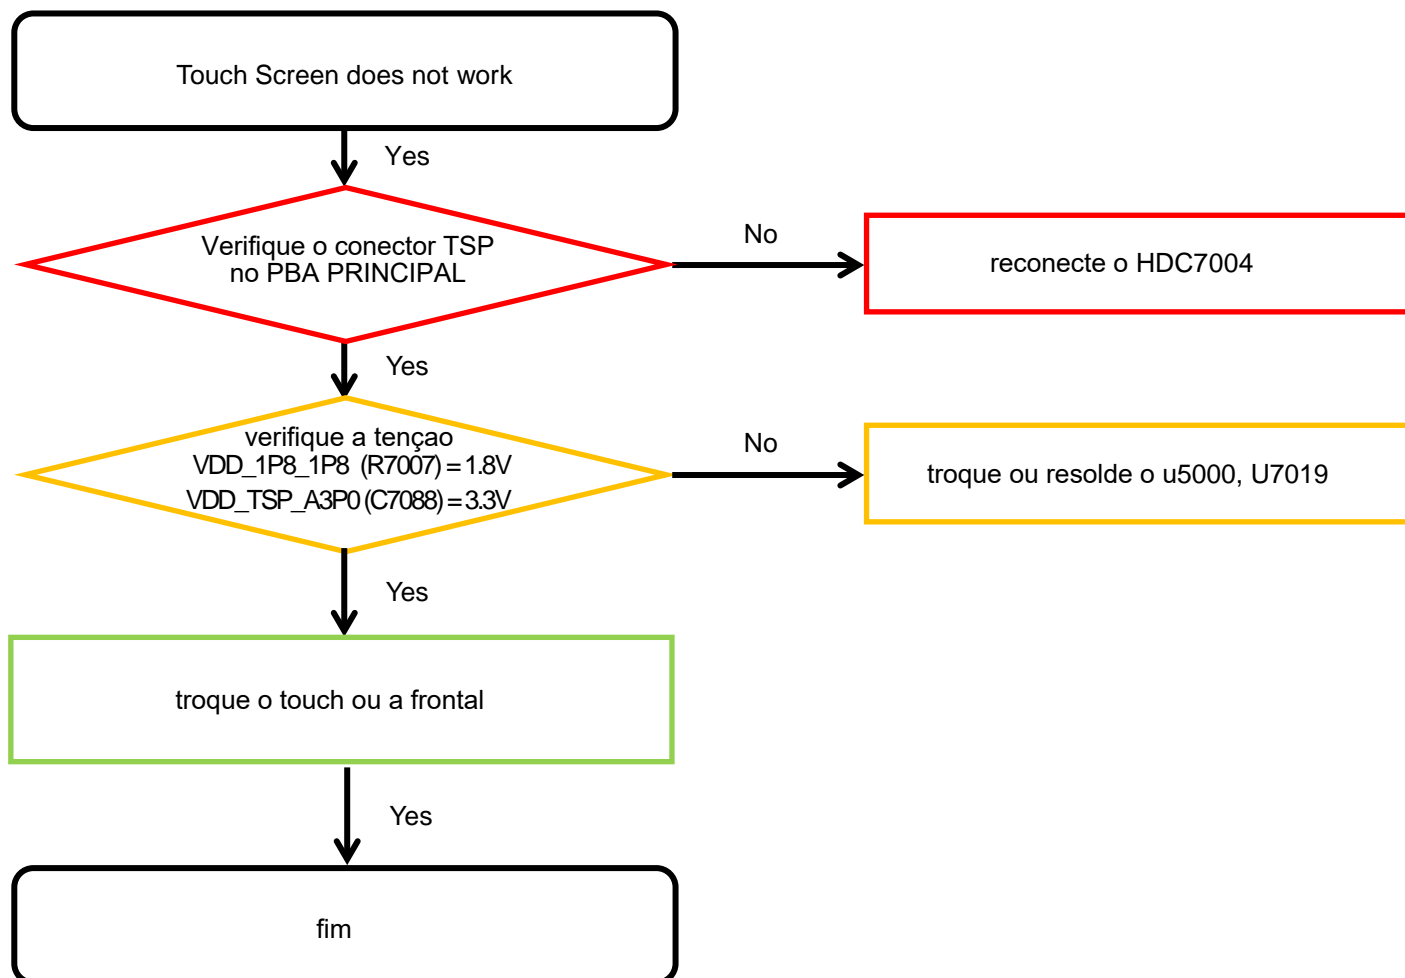 Touch Screen does not work
Yes
Verifique o conector TSP
no PBA PRINCIPAL
No
reconecte o HDC7004
Yes
verifique a tençao
VDD_1P8_1P8 (R7007) = 1.8V
VDD_TSP_A3P0 (C7088) = 3.3V
No
troque ou resolde o u5000, U7019
Yes
troque o touch ou a frontal
Yes
fim